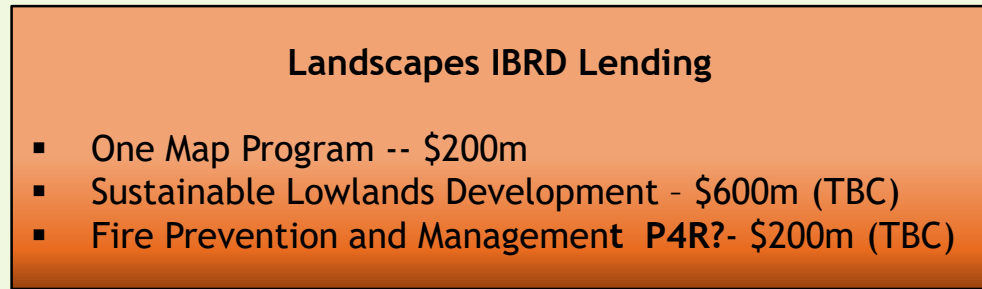 Landscapes IBRD Lending
▪ One Map Program -- $200m
▪ Sustainable Lowlands Development – $600m (TBC)
▪ Fire Prevention and Management P4R?- $200m (TBC)